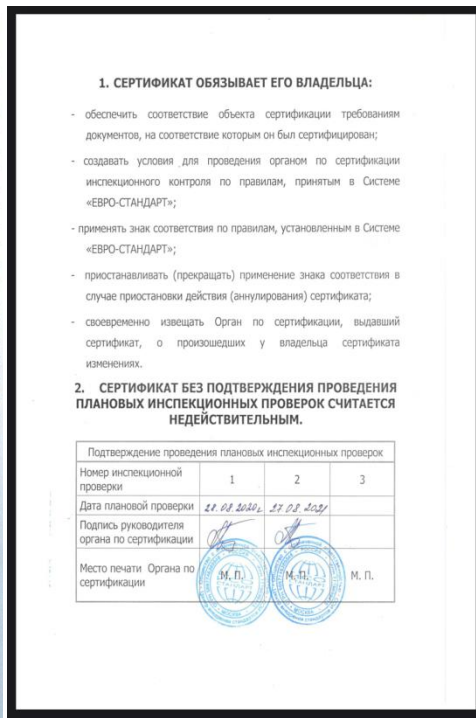 1. СЕРТИФИКАТ ОБЯЗЫВАЕТ ЕГО ВЛАДЕЛЬЦА:
- обеспечить соответствие объекта сертификации требованиям
документов, на соответствие которым он был сертифицирован;
- создавать условия для проведения органом по сертификации
инспекционного контроля по правилам, принятым в Системе
«ЕВРО-СТАНДАРТ»;
- применять знак соответствия по правилам, установленным в Системе
«ЕВРО-СТАНДАРТ»;
- приостанавливать (прекращать) применение знака соответствия в
случае приостановки действия (аннулирования) сертификата;
- своевременно извещать Орган по сертификации, выдавший
сертификат, о произошедших у владельца сертификата
изменениях.
2. СЕРТИФИКАТ БЕЗ ПОДТВЕРЖДЕНИЯ ПРОВЕДЕНИЯ
ПЛАНОВЫХ ИНСПЕКЦИОННЫХ ПРОВЕРОК СЧИТАЕТСЯ
НЕДЕЙСТВИТЕЛЬНЫМ.
Подтверждение проведения плановых инспекционных проверок
Номер инспекционной
проверки
1
2
3
Дата плановой проверки
28.08.2020г.
27.08.2021
Подпись руководителя
органа по сертификации
Место печати Органа по
сертификации
М. П.
М. П.
М. П.